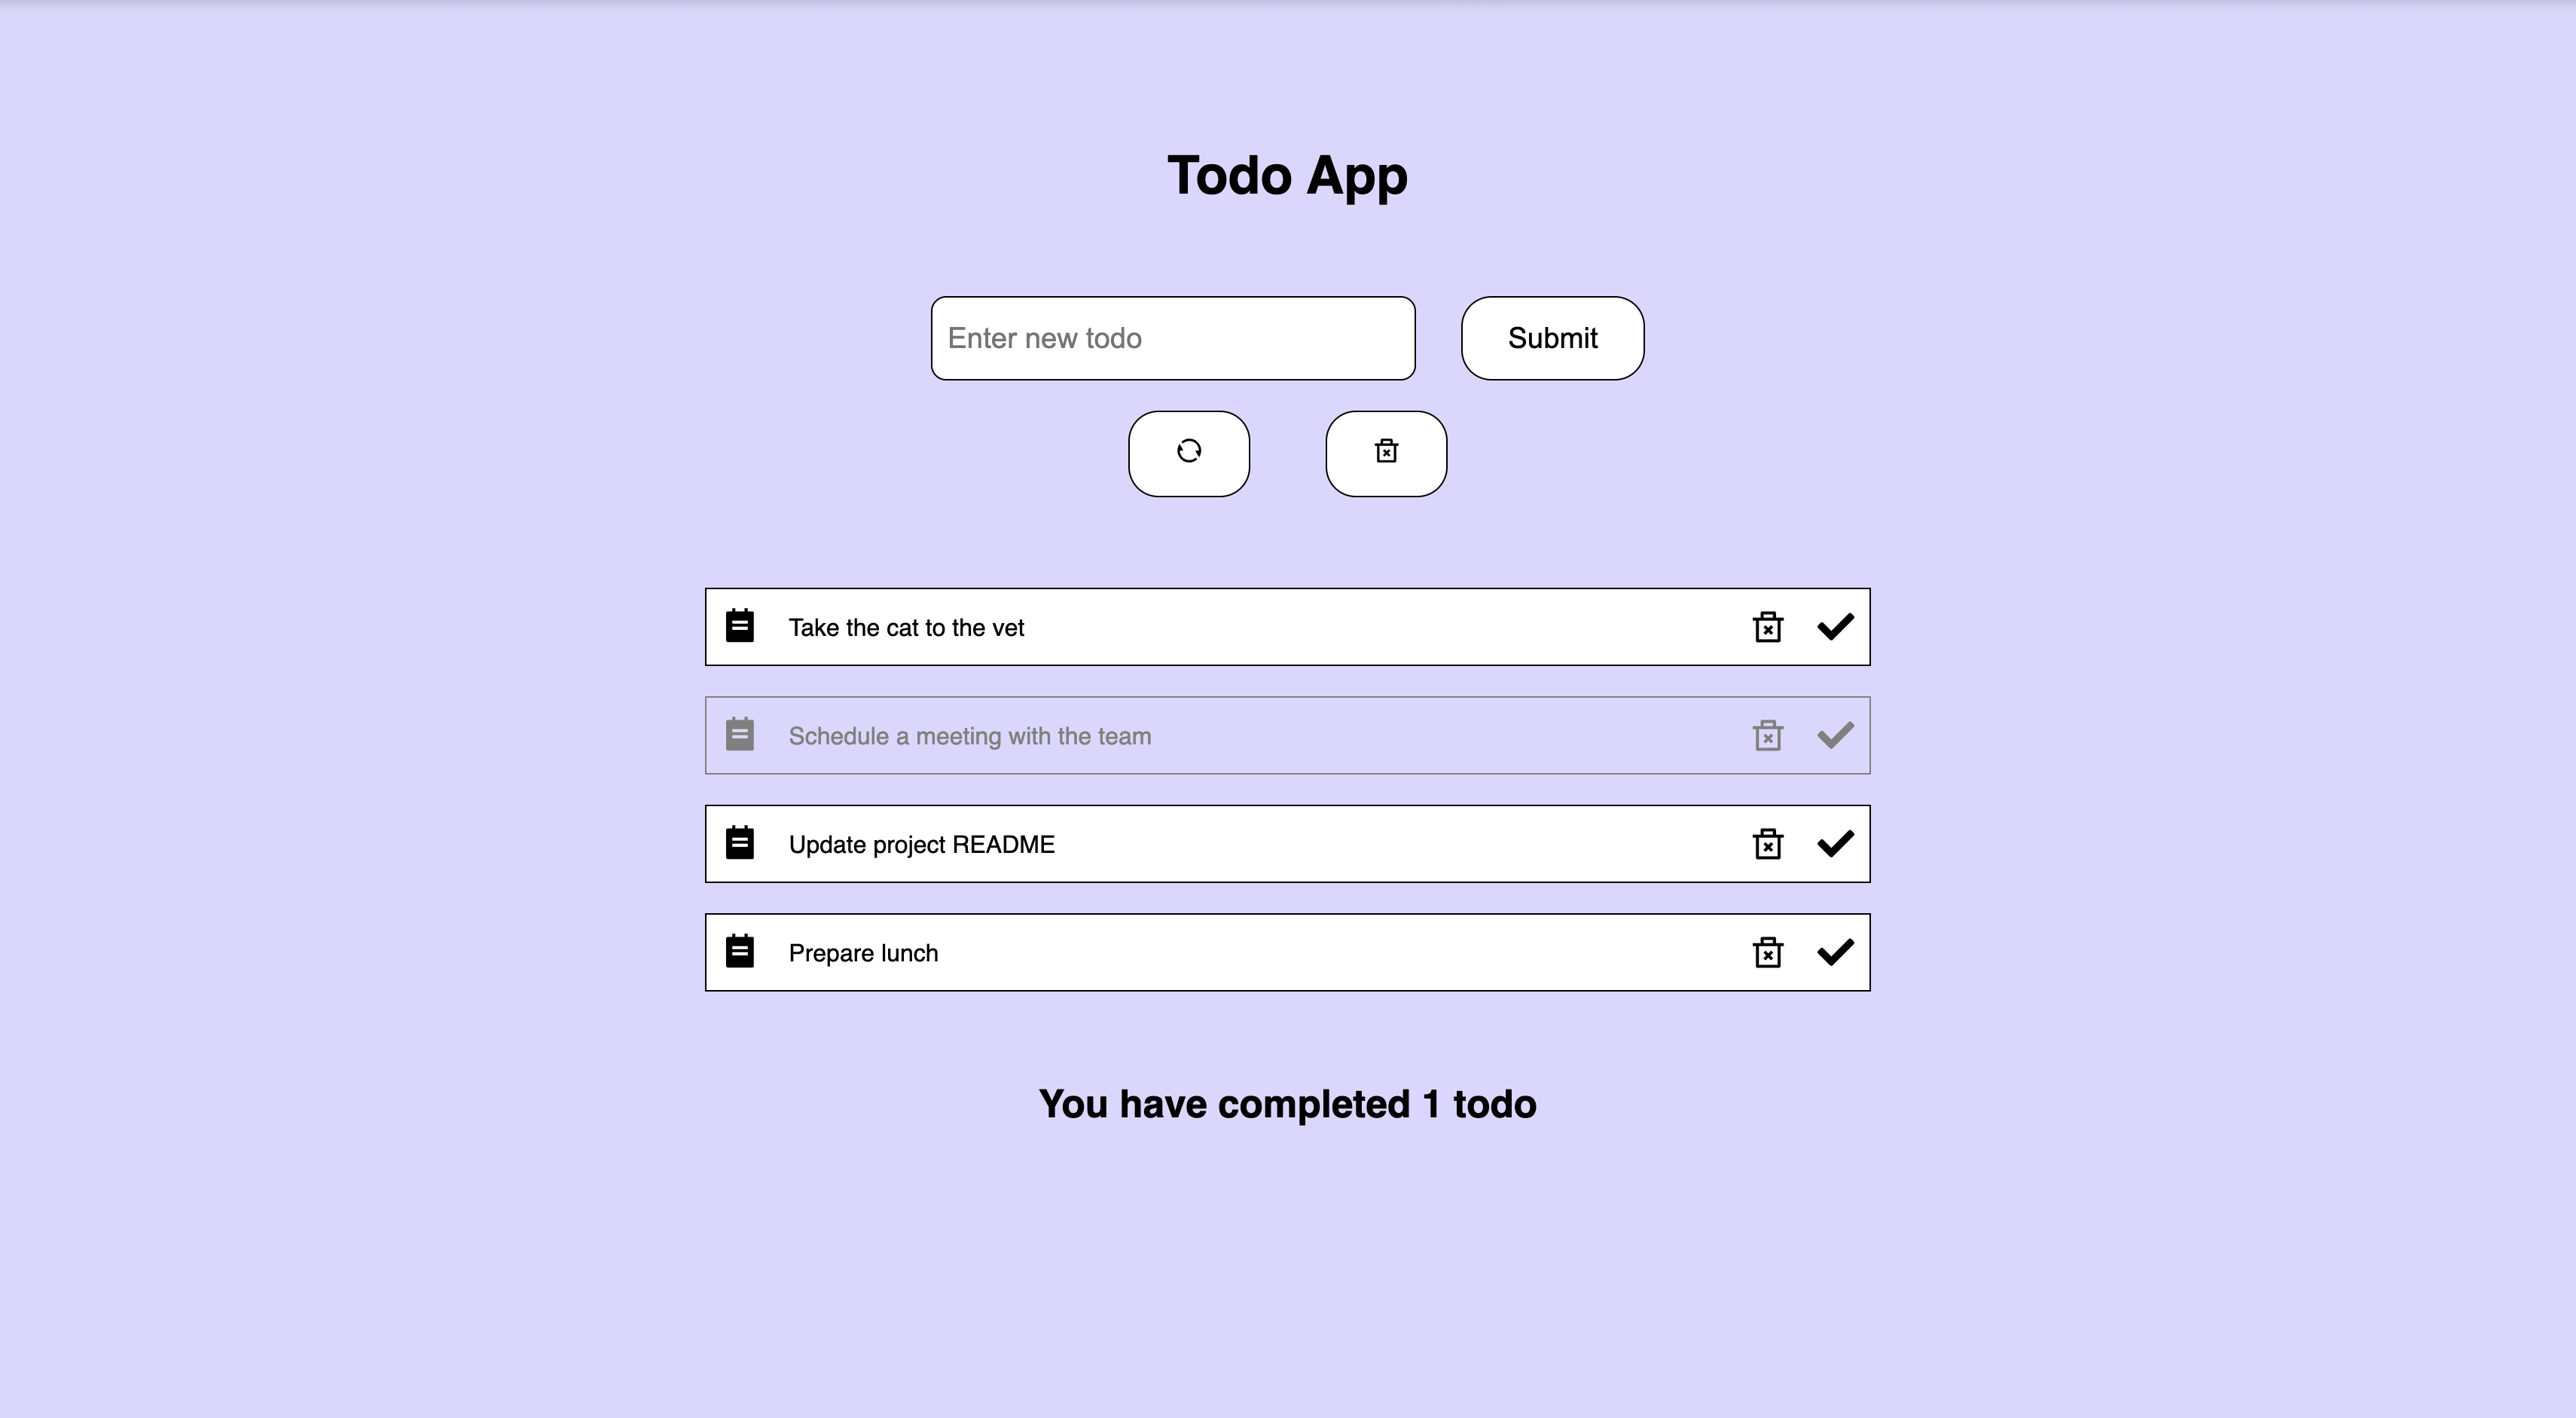 Todo App
Enter new todo
Submit
Take the cat to the vet
Schedule a meeting with the team
Update project README
Prepare lunch
You have completed 1 todo